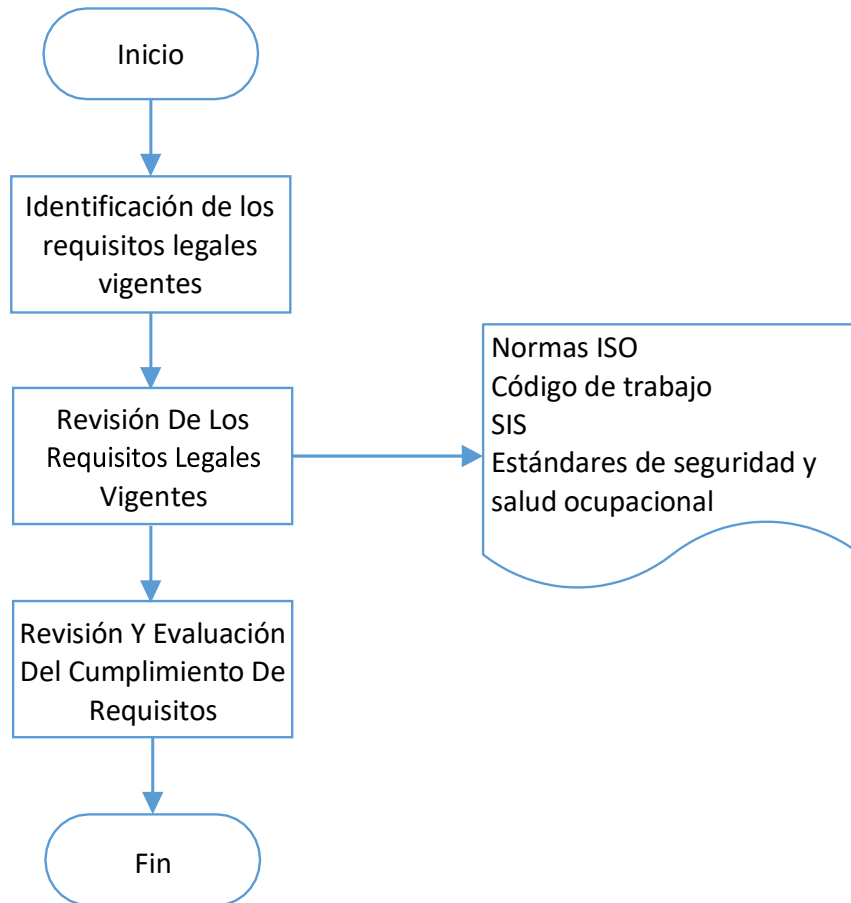 Inicio
Identificación de los
requisitos legales
vigentes
Revisión De Los
Requisitos Legales
Vigentes
Normas ISO
Código de trabajo
SIS
Estándares de seguridad y
salud ocupacional
Revisión Y Evaluación
Del Cumplimiento De
Requisitos
Fin